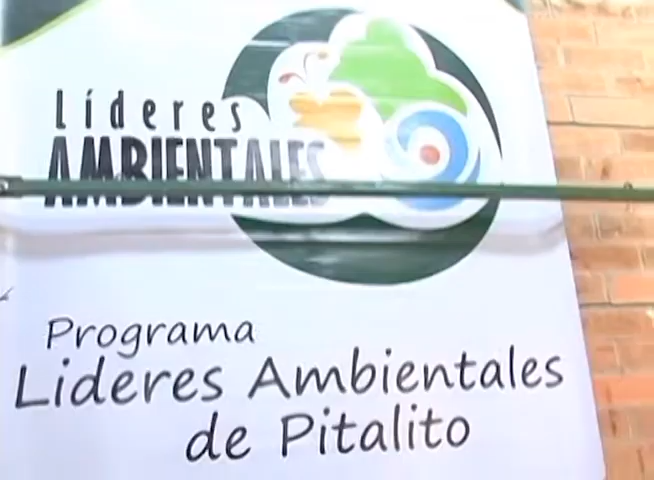 Líderes
AMBIENTALES
Programa
Lideres Ambientales
de Pitalito